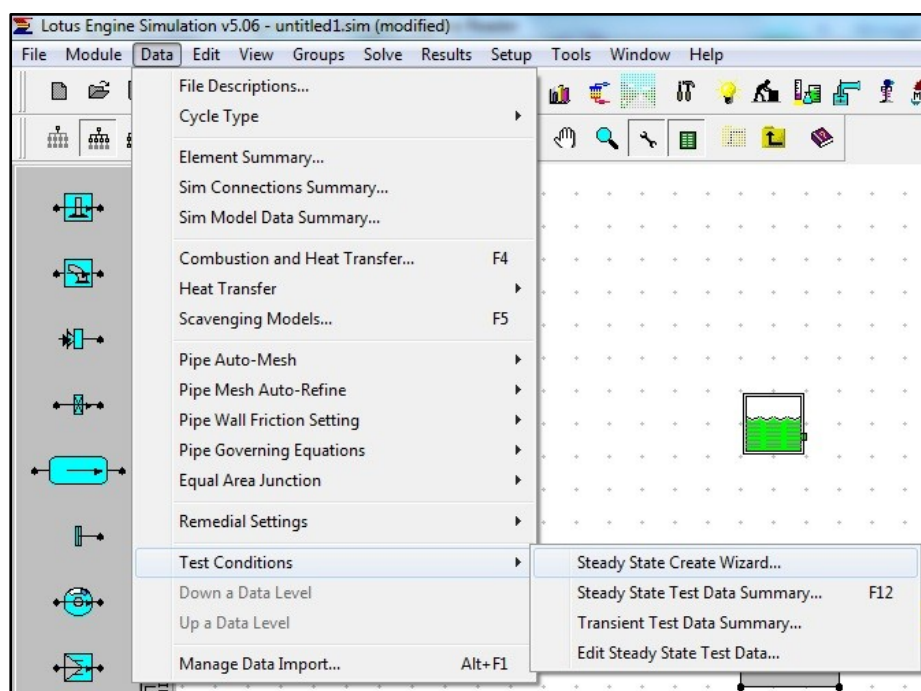 Lotus Engine Simulation v5.06 - untitled1.sim (modified)
File Module Data Edit View Groups Solve Results Setup Tools Window Help
File Descriptions...
Cycle Type
Element Summary...
Sim Connections Summary...
Sim Model Data Summary...
Combustion and Heat Transfer... F4
Heat Transfer
Scavenging Models... F5
Pipe Auto-Mesh
Pipe Mesh Auto-Refine
Pipe Wall Friction Setting
Pipe Governing Equations
Equal Area Junction
Remedial Settings
Test Conditions
Steady State Create Wizard...
Down a Data Level
Steady State Test Data Summary... F12
Up a Data Level
Transient Test Data Summary...
Edit Steady State Test Data...
Manage Data Import... Alt+F1